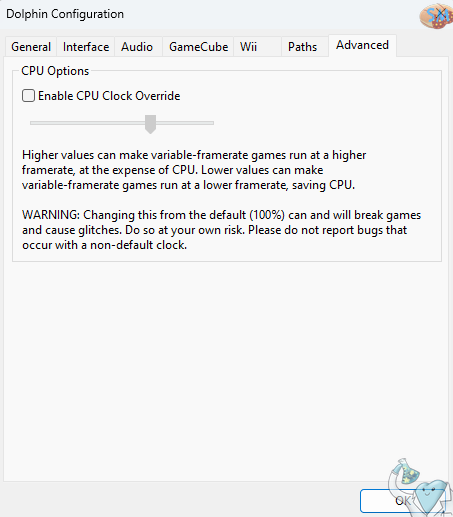 Dolphin Configuration
General Interface Audio GameCube Wii Paths Advanced
CPU Options
Enable CPU Clock Override
Higher values can make variable-framerate games run at a higher
framerate, at the expense of CPU. Lower values can make
variable-framerate games run at a lower framerate, saving CPU.
WARNING: Changing this from the default (100%) can and will break games
and cause glitches. Do so at your own risk. Please do not report bugs that
occur with a non-default clock.
OK